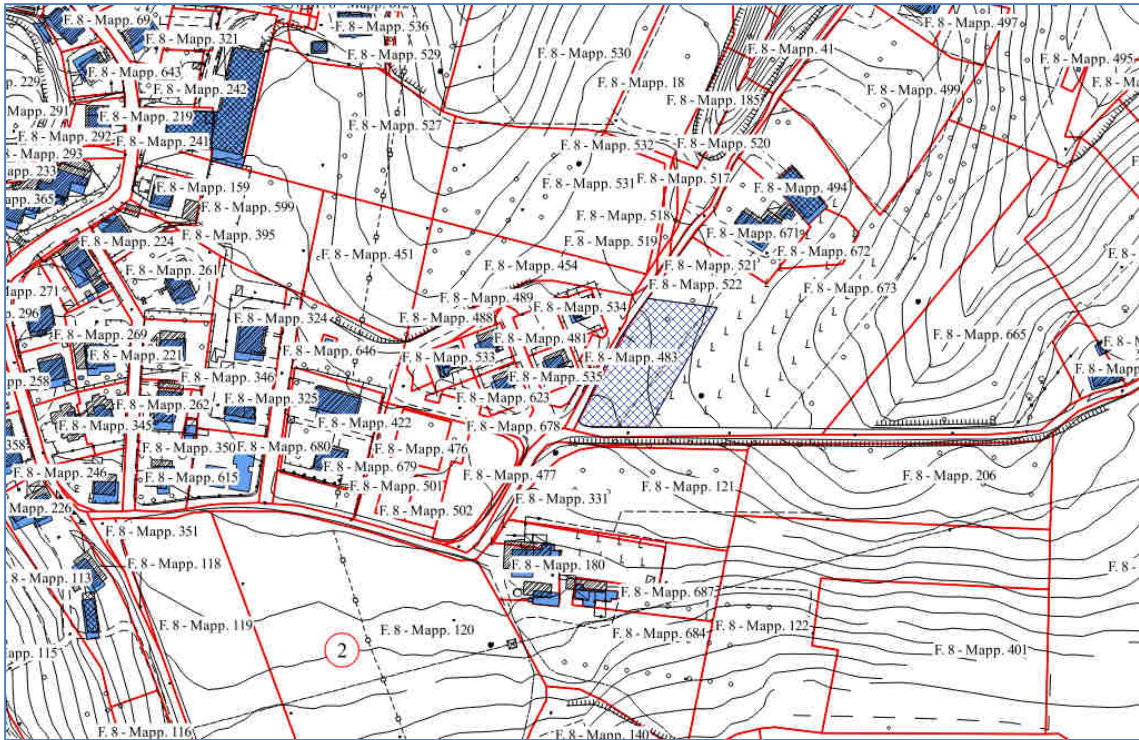 F. 8 - Mapp. 69
F. 8 - Mapp. 536
F. 8 - Mapp. 497
F. 8 - Mapp. 321
F. 8 - Mapp. 529
F. 8 - Mapp. 530
F. 8 - Mapp. 41
F. 8 - Mapp. 495
F. 8 - Mapp. 643
F. 8 - Mapp. 242
F. 8 - Mapp. 18
F. 8 - Mapp. 499
pp. 229
F. 8 - Mapp. 185
Mapp. 291
F. 8 - Mapp. 219
F. 8 - Mapp. 527
Mapp. 292
F. 8 - Mapp. 241
F. 8 - Mapp. 532
F. 8 - Mapp. 520
8 - Mapp. 293
app. 233
F. 8 - Mapp. 517
F. 8 - Mapp. 159
F. 8 - Mapp. 531
F. 8 - Mapp. 494
app. 365
F. 8 - Mapp. 599
F. 8 - Mapp. 518
F. 8 - Mapp. 395
F. 8 - Mapp. 671
F. 8 - Mapp. 224
F. 8 - Mapp. 519
F. 8 - Mapp. 672
F. 8 - Mapp. 451
F. 8 - Mapp. 454
F. 8 - Mapp. 521
F. 8 - Mapp. 261
F. 8 - Mapp. 522
F. 8 - Mapp. 673
app. 271
F. 8 - Mapp. 489
F. 8 - Mapp. 534
p. 296
F. 8 - Mapp. 324
F. 8 - Mapp. 488
F. 8 - Mapp. 269
F. 8 - Mapp. 481
F. 8 - Mapp. 665
F. 8 - Mapp. 221
F. 8 - Mapp. 646
F. 8 - Mapp. 533
F. 8 - Mapp. 483
pp. 258
F. 8 - Mapp. 346
F. 8 - Mapp. 535
F. 8 - Mapp. 262
F. 8 - Mapp. 325
F. 8 - Mapp. 623
F. 8 - Mapp. 345
F. 8 - Mapp. 422
F. 8 - Mapp. 678
358
F. 8 - Mapp. 350
F. 8 - Mapp. 680
F. 8 - Mapp. 476
F. 8 - Mapp. 246
F. 8 - Mapp. 615
F. 8 - Mapp. 679
F. 8 - Mapp. 477
F. 8 - Mapp. 206
F. 8 - Mapp. 501
F. 8 - Mapp. 121
Mapp. 226
F. 8 - Mapp. 502
F. 8 - Mapp. 331
F. 8 - Mapp. 351
F. 8 - Mapp. 118
F. 8 - Mapp. 180
8 - Mapp. 113
F. 8 - Mapp. 687
F. 8 - Mapp. 119
F. 8 - Mapp. 120
F. 8 - Mapp. 684
F. 8 - Mapp. 122
app. 115
2
F. 8 - Mapp. 401
F. 8 - Mapp. 116
F. 8 - Mapp. 140